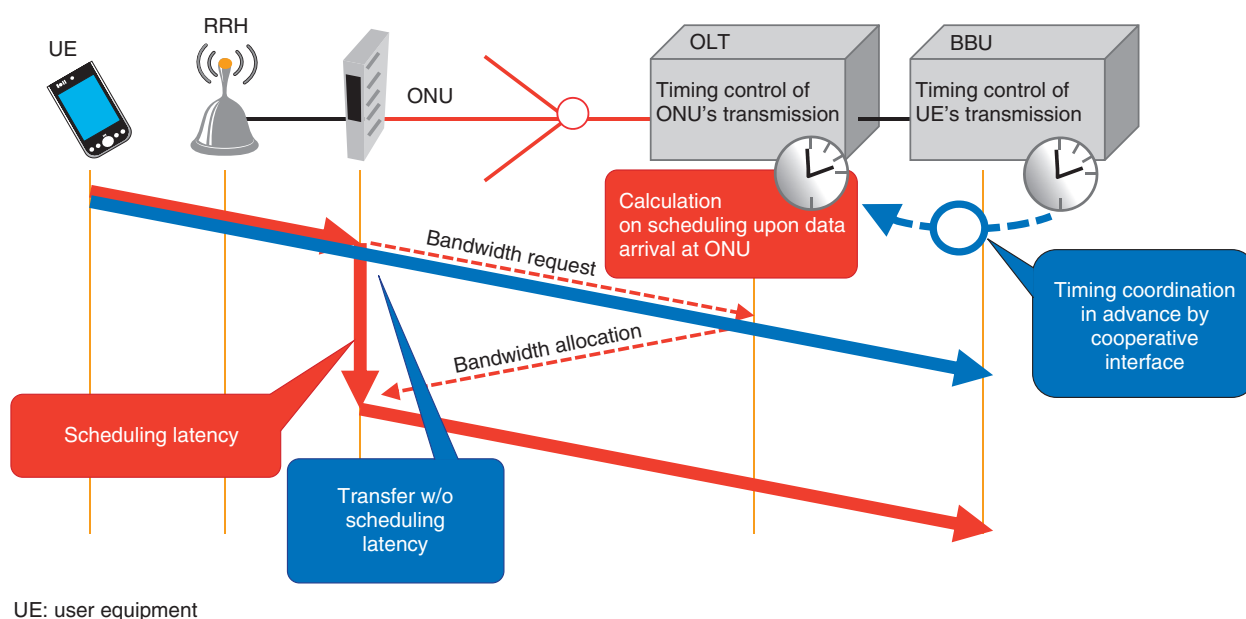 UE
RRH
ONU
OLT
BBU
Timing control of
ONU's transmission
Timing control of
UE's transmission
Calculation
on scheduling upon data
arrival at ONU
Bandwidth request
Bandwidth allocation
Timing coordination
in advance by
cooperative
interface
Scheduling latency
Transfer w/o
scheduling
latency
UE: user equipment